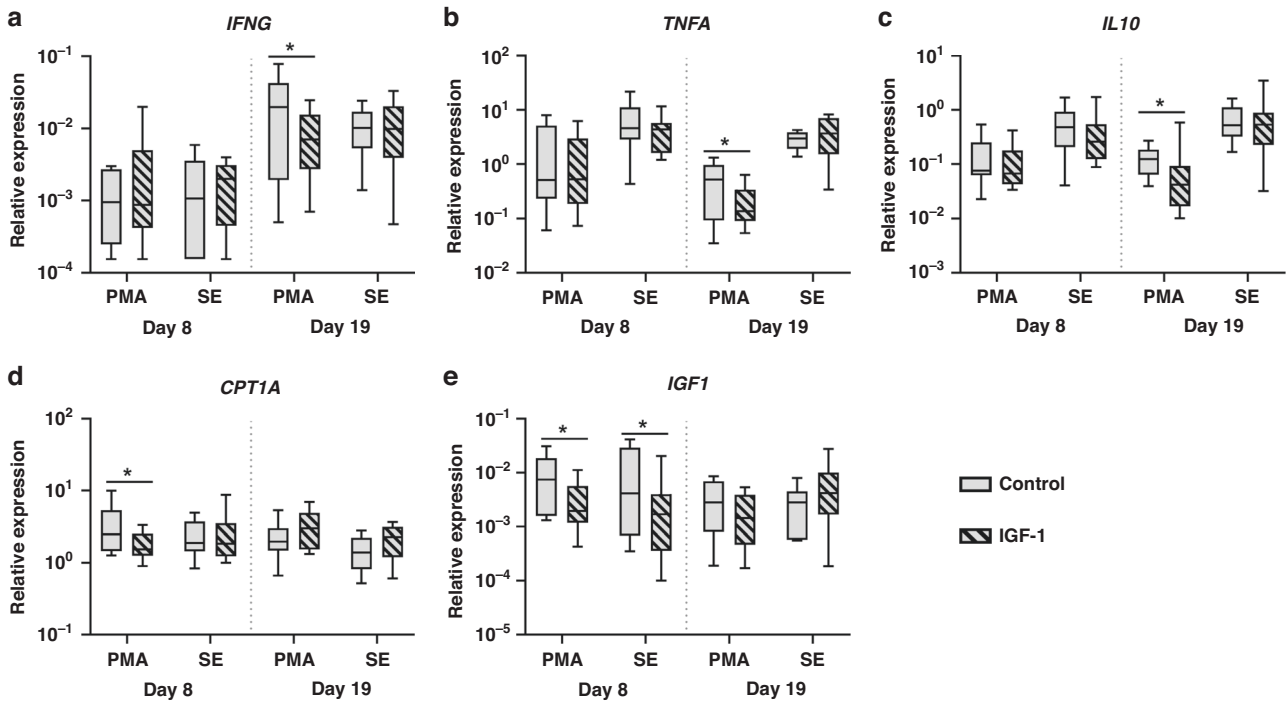 a
IFNG
Relative expression
10⁻¹
10⁻²
10⁻³
10⁻⁴
*
PMA SE PMA SE
Day 8 Day 19
b
TNFA
Relative expression
10²
10¹
10⁰
10⁻¹
10⁻²
*
PMA SE PMA SE
Day 8 Day 19
c
IL10
Relative expression
10¹
10⁰
10⁻¹
10⁻²
10⁻³
*
PMA SE PMA SE
Day 8 Day 19
d
CPT1A
Relative expression
10²
10¹
10⁰
10⁻¹
*
PMA SE PMA SE
Day 8 Day 19
e
IGF1
Relative expression
10⁻¹
10⁻²
10⁻³
10⁻⁴
10⁻⁵
* *
PMA SE PMA SE
Day 8 Day 19
Control
IGF-1